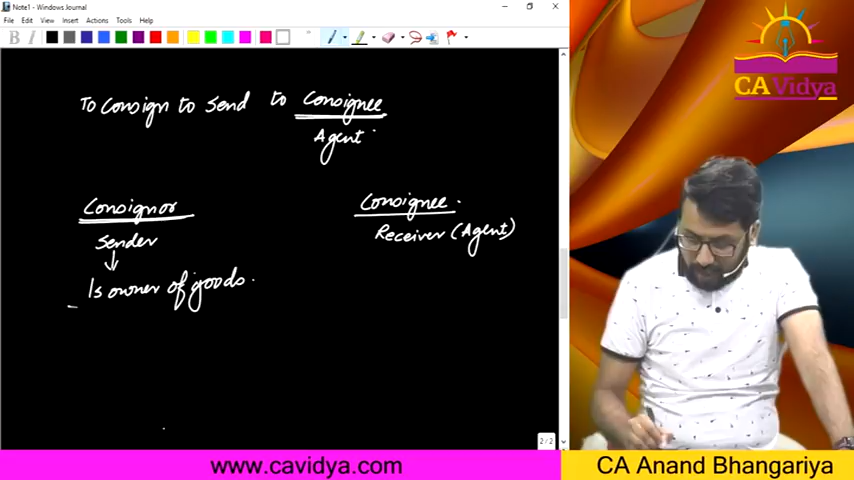 Note1 - Windows Journal
File Edit View Insert Actions Tools Help
B I
CA Vidya
To Consign to Send to Consignee
Agent
Consignor
Consignee.
Sender
Receiver (Agent)
Is owner of goods.
2 / 2
www.cavidya.com
CA Anand Bhangariya